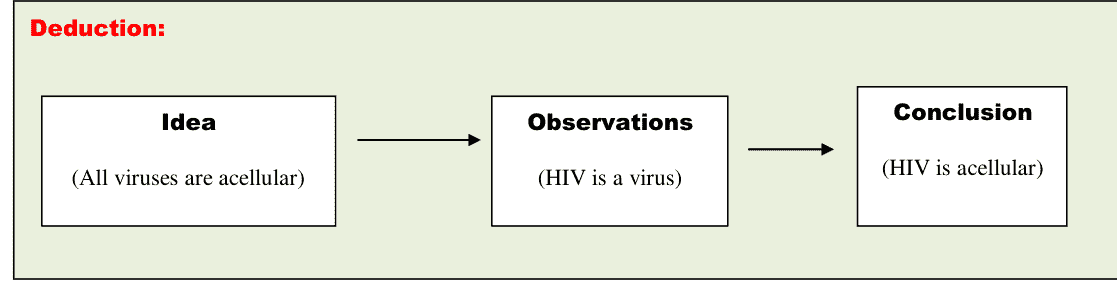 Deduction:
Idea
(All viruses are acellular)
Observations
(HIV is a virus)
Conclusion
(HIV is acellular)